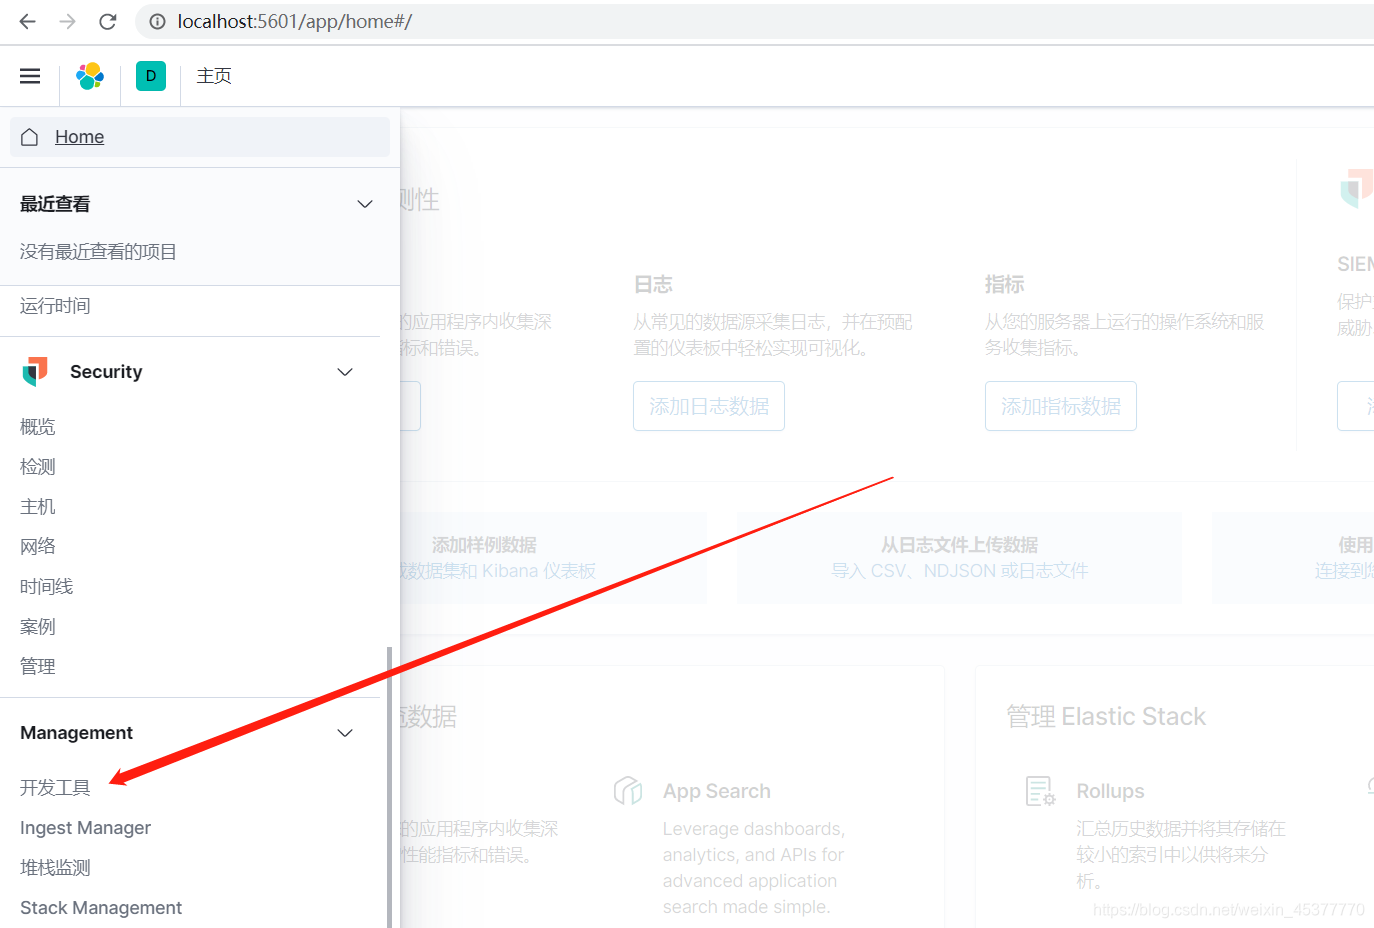 localhost:5601/app/home#/
D
主页
Home
最近查看
没有最近查看的项目
运行时间
Security
概览
检测
主机
网络
时间线
案例
管理
Management
开发工具
Ingest Manager
堆栈监测
Stack Management
测性
的应用程序内收集深
指标和错误。
日志
从常见的数据源采集日志，并在预配
置的仪表板中轻松实现可视化。
添加日志数据
指标
从您的服务器上运行的操作系统和服
务收集指标。
添加指标数据
SIEM
保护
威胁
添加样例数据
数据集和 Kibana 仪表板
从日志文件上传数据
导入 CSV、NDJSON 或日志文件
使用
连接到您
览数据
的应用程序内收集深
性能指标和错误。
App Search
Leverage dashboards,
analytics, and APIs for
advanced application
search made simple.
管理 Elastic Stack
Rollups
汇总历史数据并将其存储在
较小的索引中以供将来分
析。
https://blog.csdn.net/weixin_45377770